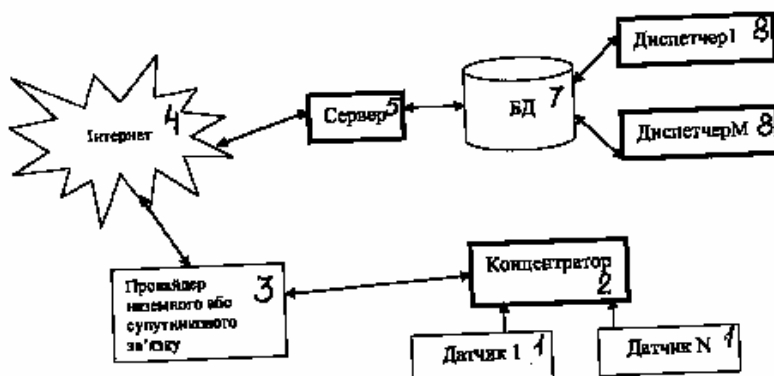 Диспетчер1 8
Інтернет 4
Сервер 5
БД 7
ДиспетчерМ 8
Провайдер
наземного або
супутникового
зв'язку
3
Концентратор
2
Датчик 1 1
Датчик N 1